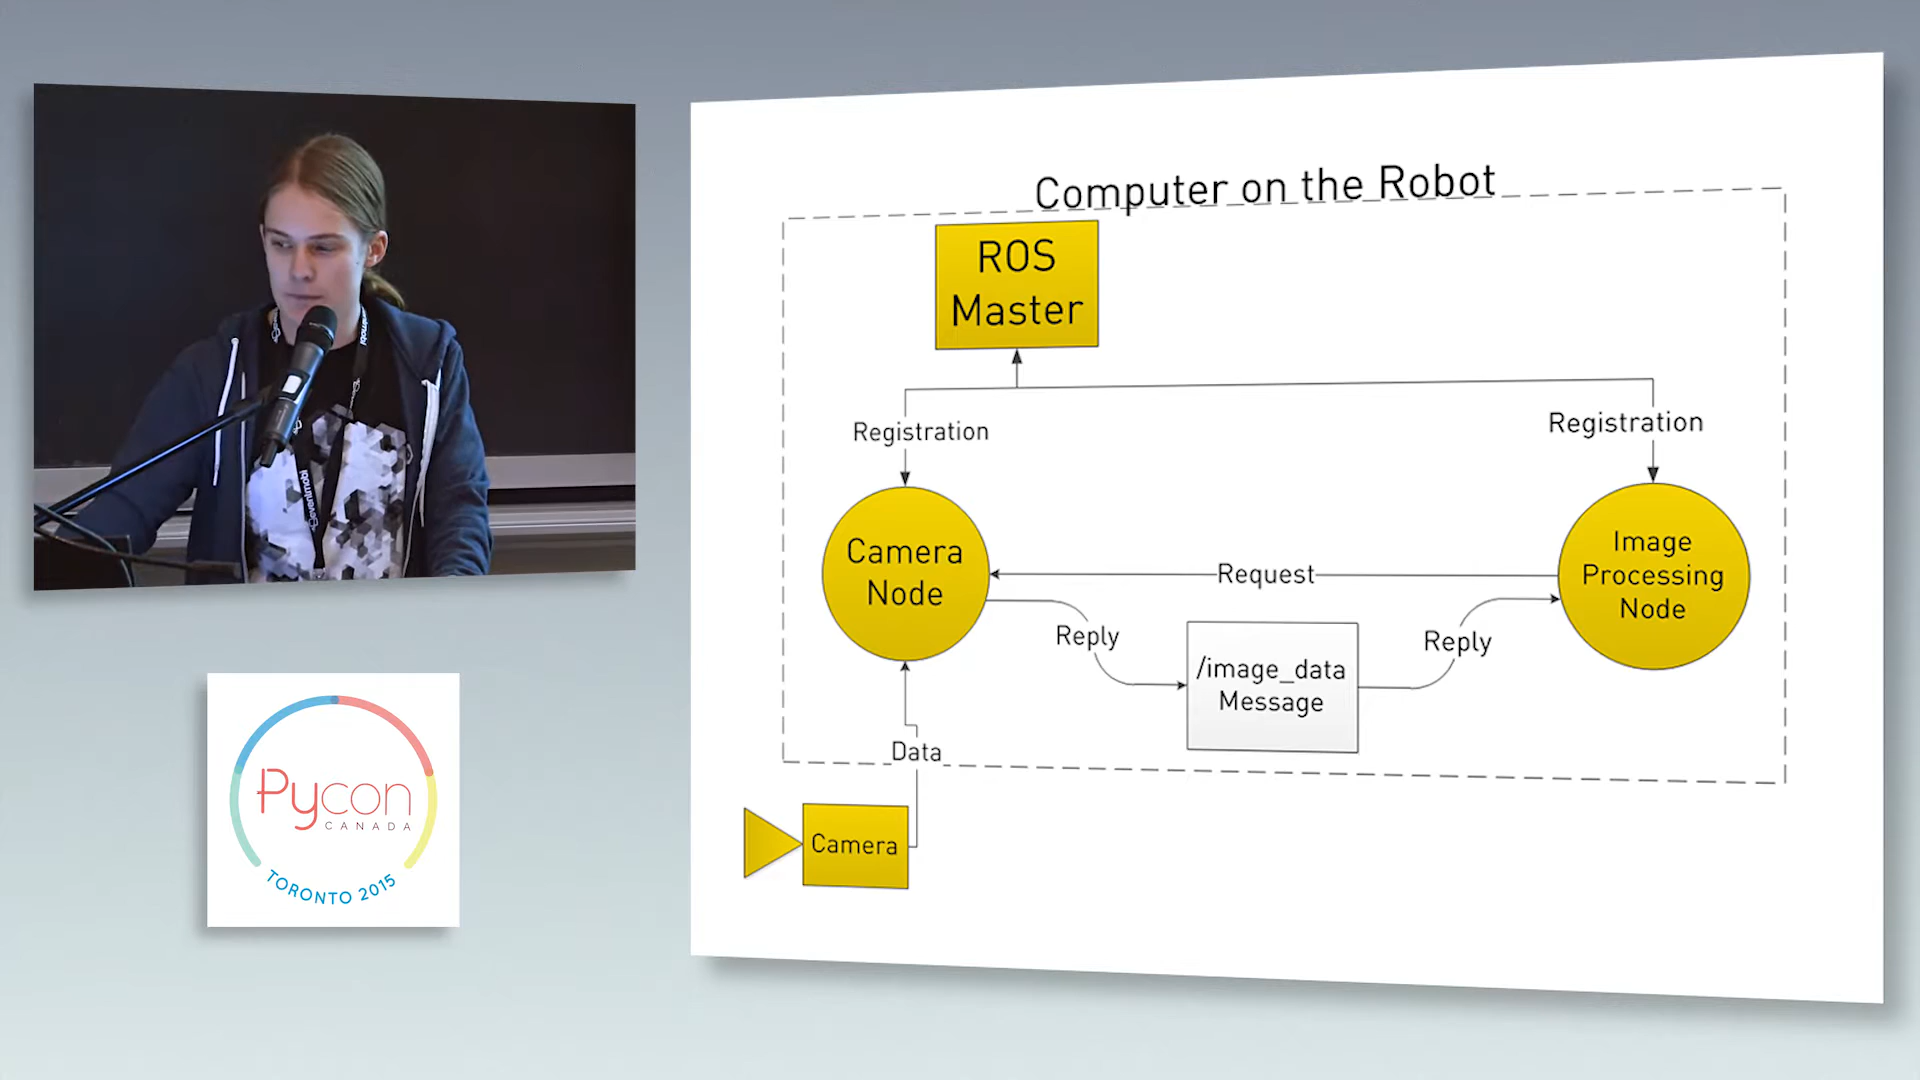 eventmobi
Pycon
CANADA
TORONTO 2015
Computer on the Robot
ROS
Master
Registration
Registration
Camera
Node
Request
Image
Processing
Node
Reply
Reply
/image_data
Message
Data
Camera